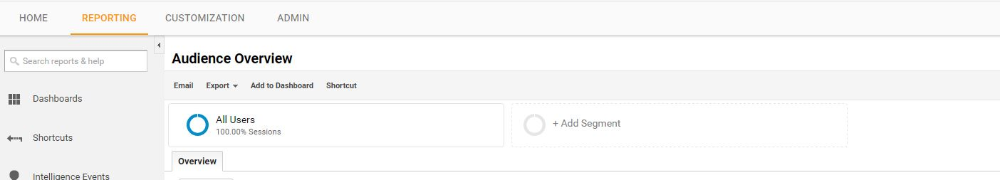 HOME REPORTING CUSTOMIZATION ADMIN
Search reports & help
Dashboards
Shortcuts
Intelligence Events
Audience Overview
Email Export Add to Dashboard Shortcut
All Users
100.00% Sessions
+ Add Segment
Overview